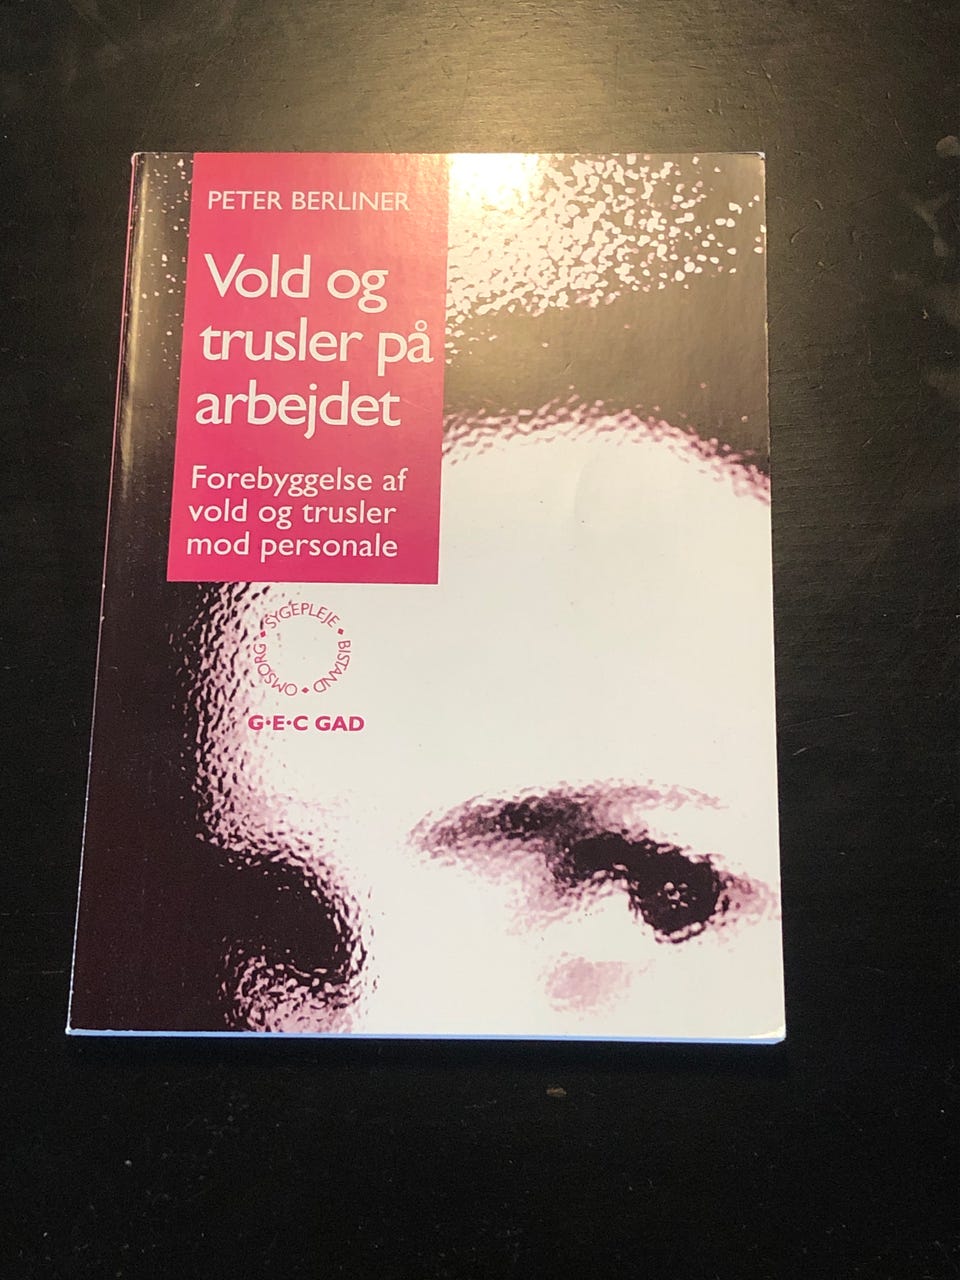 PETER BERLINER
Vold og
trusler på
arbejdet
Forebyggelse af
vold og trusler
mod personale
OMSORG • SYGEPLEJE • BISTAND •
G•E•C GAD